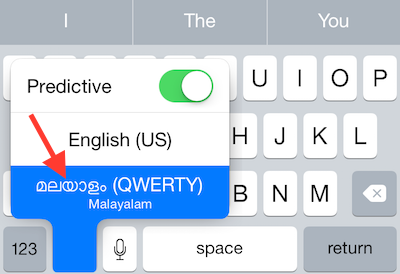 I The You
U I O P
Predictive
English (US)
H J K L
മലയാളം (QWERTY)
Malayalam
B N M
123 space return